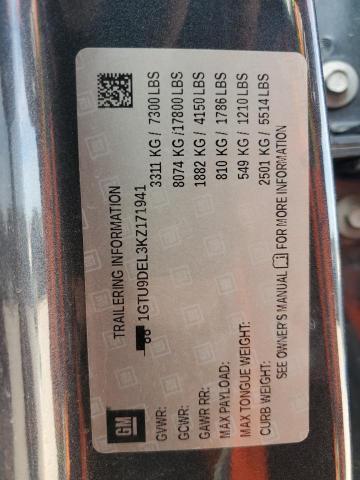 GM
TRAILERING INFORMATION
1GTU9DEL3KZ171941
GVWR: 3311 KG / 7300 LBS
GCWR: 8074 KG / 17800 LBS
GAWR RR: 1882 KG / 4150 LBS
MAX PAYLOAD: 810 KG / 1786 LBS
MAX TONGUE WEIGHT: 549 KG / 1210 LBS
CURB WEIGHT: 2501 KG / 5514 LBS
SEE OWNER'S MANUAL FOR MORE INFORMATION